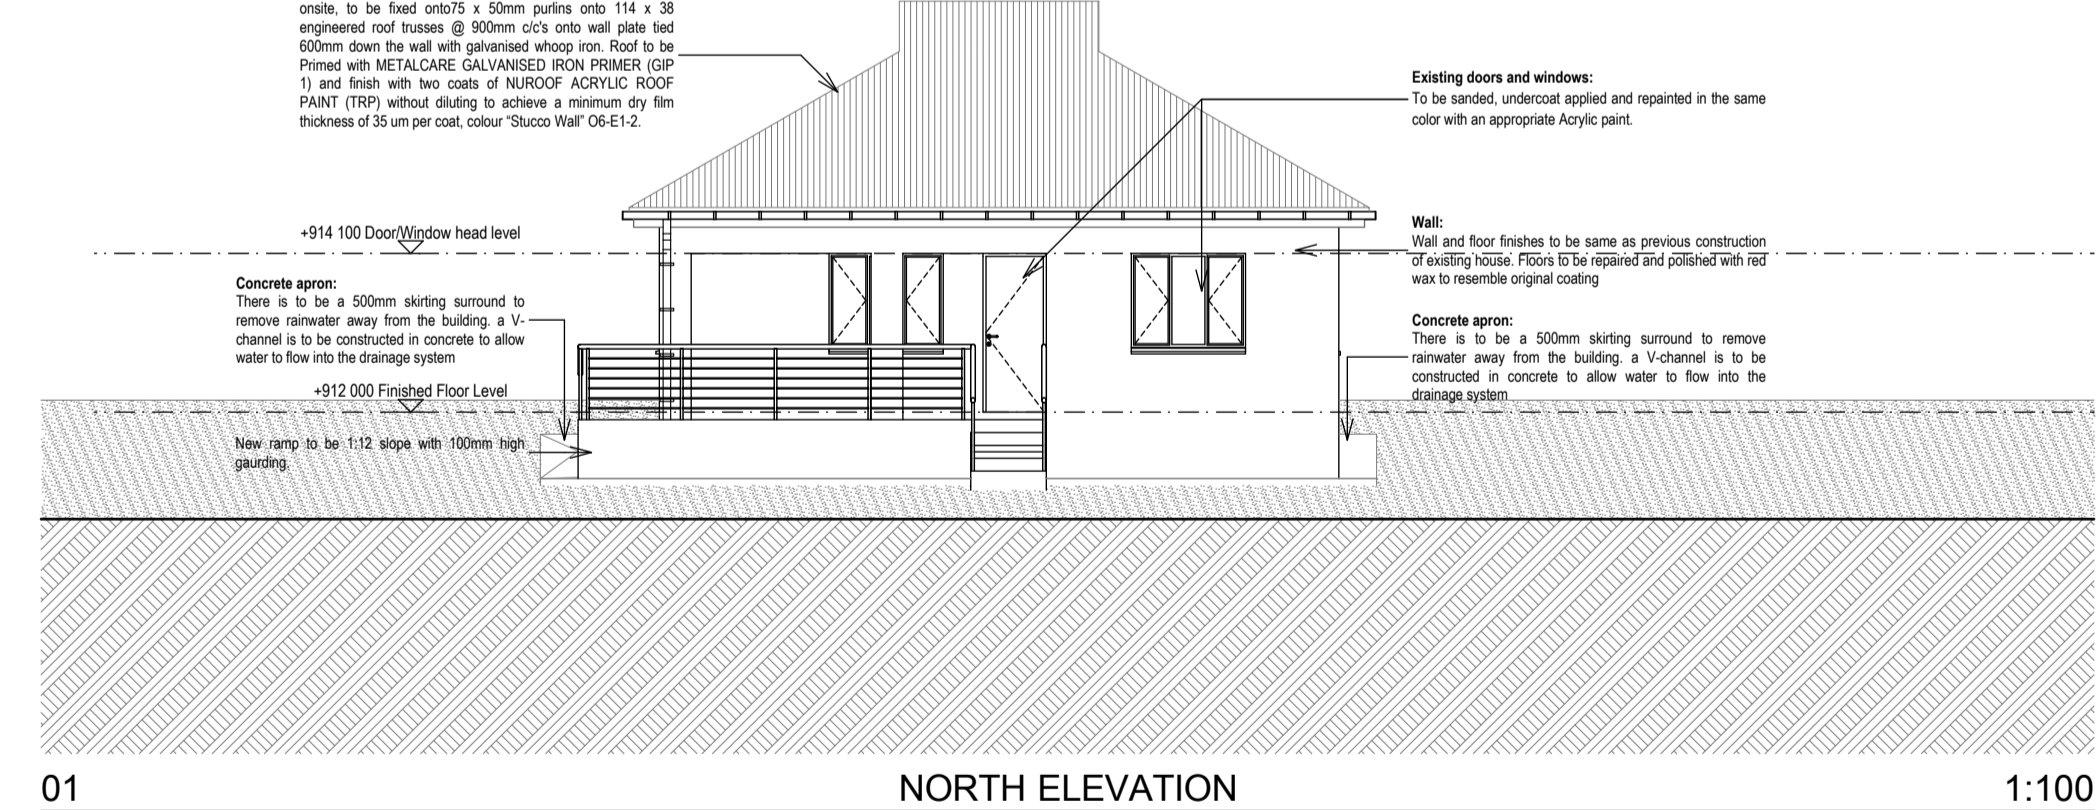 onsite, to be fixed onto75 x 50mm purlins onto 114 x 38
engineered roof trusses @ 900mm c/c's onto wall plate tied
600mm down the wall with galvanised whoop iron. Roof to be
Primed with METALCARE GALVANISED IRON PRIMER (GIP
1) and finish with two coats of NUROOF ACRYLIC ROOF
PAINT (TRP) without diluting to achieve a minimum dry film
thickness of 35 um per coat, colour “Stucco Wall” O6-E1-2.
Existing doors and windows:
To be sanded, undercoat applied and repainted in the same
color with an appropriate Acrylic paint.
+914 100 Door/Window head level
Wall:
Wall and floor finishes to be same as previous construction
of existing house. Floors to be repaired and polished with red
wax to resemble original coating
Concrete apron:
There is to be a 500mm skirting surround to
remove rainwater away from the building. a V-
channel is to be constructed in concrete to allow
water to flow into the drainage system
Concrete apron:
There is to be a 500mm skirting surround to remove
rainwater away from the building. a V-channel is to be
constructed in concrete to allow water to flow into the
drainage system
+912 000 Finished Floor Level
New ramp to be 1:12 slope with 100mm high
gaurding.
01
NORTH ELEVATION
1:100